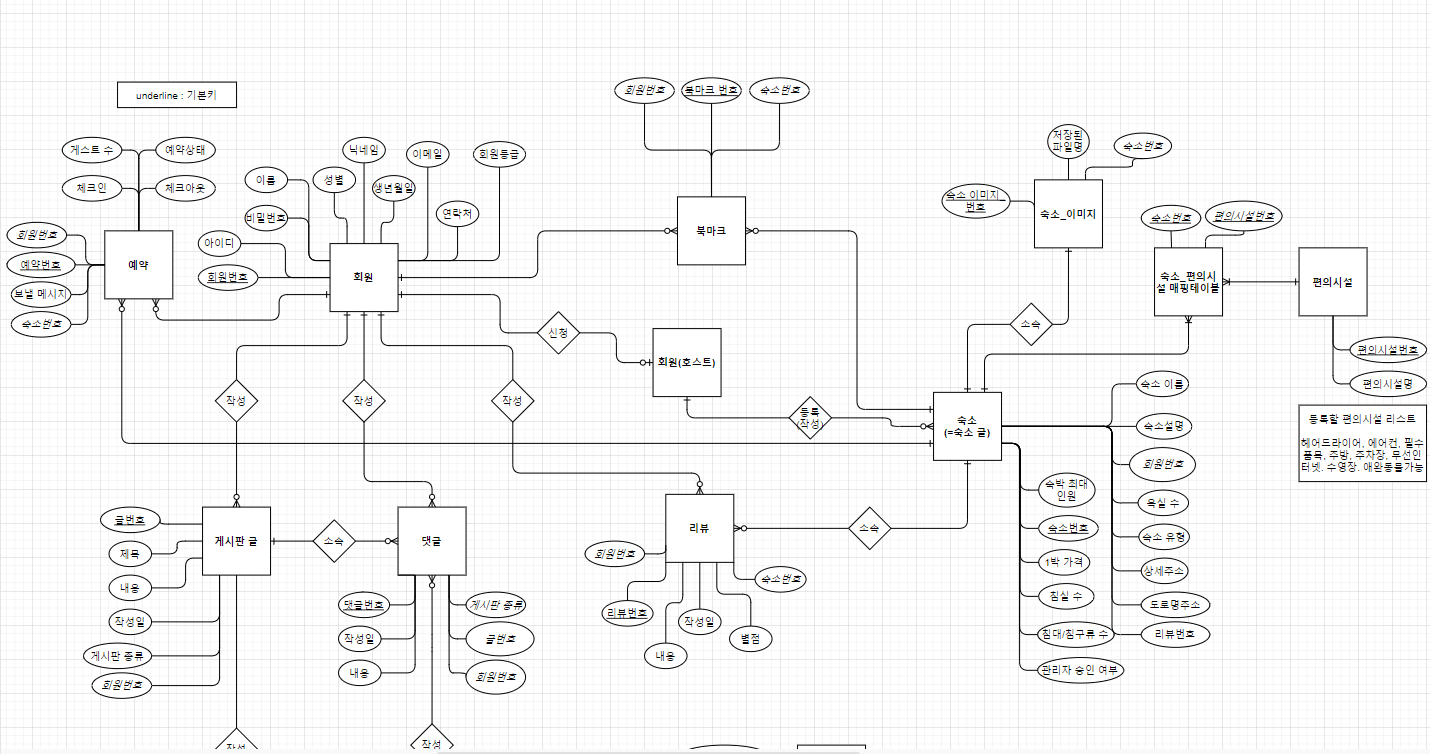 underline : 기본키
회원번호
북마크 번호
숙소번호
북마크
게스트 수
예약상태
체크인
체크아웃
회원번호
예약번호
보낼 메시지
숙소번호
예약
이름
성별
닉네임
생년월일
이메일
회원등급
비밀번호
연락처
아이디
회원번호
회원
저장된
파일명
숙소번호
숙소 이미지
번호
숙소_이미지
숙소번호
편의시설번호
숙소_편의시
설 매핑테이블
편의시설
편의시설번호
편의시설명
등록할 편의시설 리스트
헤어드라이어, 에어컨, 필수
품목, 주방, 주차장, 무선인
터넷, 수영장, 애완동물가능
신청
회원(호스트)
소속
등록
(작성)
숙소
(=숙소 글)
작성
작성
작성
숙소 이름
숙소설명
회원번호
욕실 수
숙소 유형
상세주소
도로명주소
리뷰번호
숙박 최대
인원
숙소번호
1박 가격
침실 수
침대/침구류 수
관리자 승인 여부
글번호
제목
내용
작성일
게시판 종류
회원번호
게시판 글
소속
댓글
댓글번호
작성일
내용
게시판 종류
글번호
회원번호
리뷰
소속
회원번호
리뷰번호
내용
작성일
별점
숙소번호
작성
작성